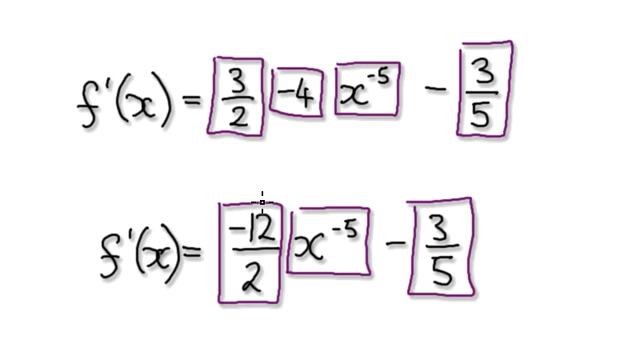 f'(x) = 3/2 -4 x^-5 - 3/5
f'(x) = -12/2 x^-5 - 3/5